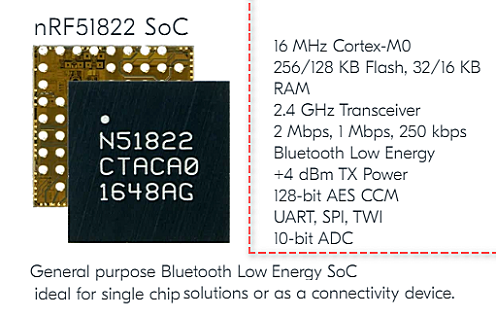 nRF51822 SoC
N51822
CTACA0
1648AG
16 MHz Cortex-M0
256/128 KB Flash, 32/16 KB
RAM
2.4 GHz Transceiver
2 Mbps, 1 Mbps, 250 kbps
Bluetooth Low Energy
+4 dBm TX Power
128-bit AES CCM
UART, SPI, TWI
10-bit ADC
General purpose Bluetooth Low Energy SoC
ideal for single chip solutions or as a connectivity device.